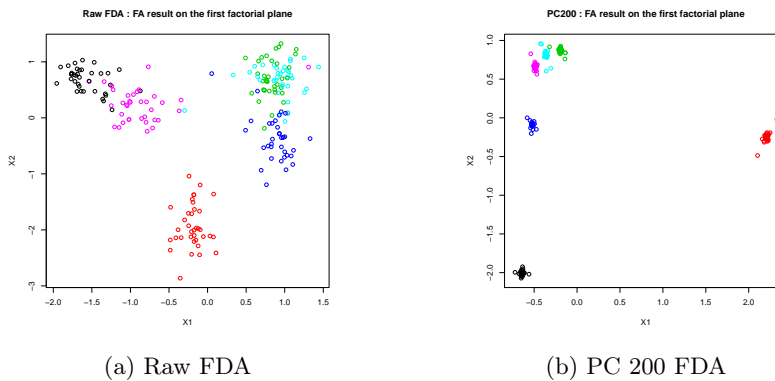 Raw FDA : FA result on the first factorial plane
X2
1
0
−1
−2
−3
−2.0 −1.5 −1.0 −0.5 0.0 0.5 1.0 1.5
X1
(a) Raw FDA
PC200 : FA result on the first factorial plane
X2
1.0
0.5
0.0
−0.5
−1.0
−1.5
−2.0
−0.5 0.0 0.5 1.0 1.5 2.0
X1
(b) PC 200 FDA